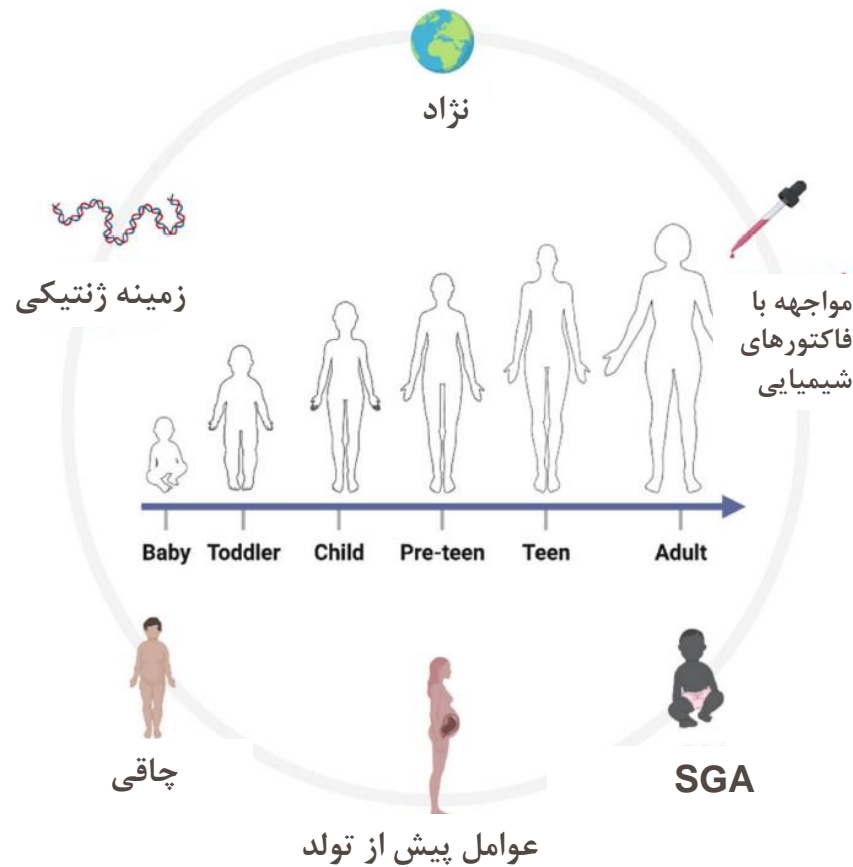 نژاد
زمینه ژنتیکی
مواجهه با
فاکتورهای
شیمیایی
Baby Toddler Child Pre-teen Teen Adult
چاقی
SGA
عوامل پیش از تولد